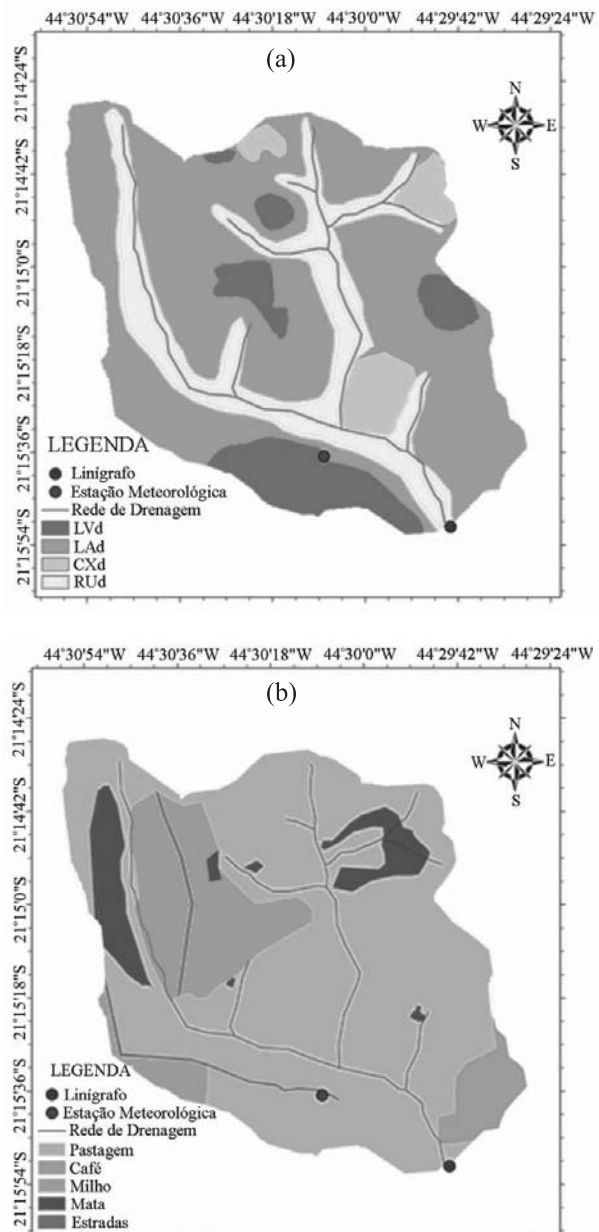 44°30'54"W 44°30'36"W 44°30'18"W 44°30'0"W 44°29'42"W 44°29'24"W
(a)
21°14'24"S
21°14'42"S
21°15'0"S
21°15'18"S
21°15'36"S
21°15'54"S
N
W E
S
LEGENDA
Linígrafo
Estação Meteorológica
Rede de Drenagem
LVd
LAd
CXd
RUd
44°30'54"W 44°30'36"W 44°30'18"W 44°30'0"W 44°29'42"W 44°29'24"W
(b)
21°14'24"S
21°14'42"S
21°15'0"S
21°15'18"S
21°15'36"S
21°15'54"S
N
W E
S
LEGENDA
Linígrafo
Estação Meteorológica
Rede de Drenagem
Pastagem
Café
Milho
Mata
Estradas